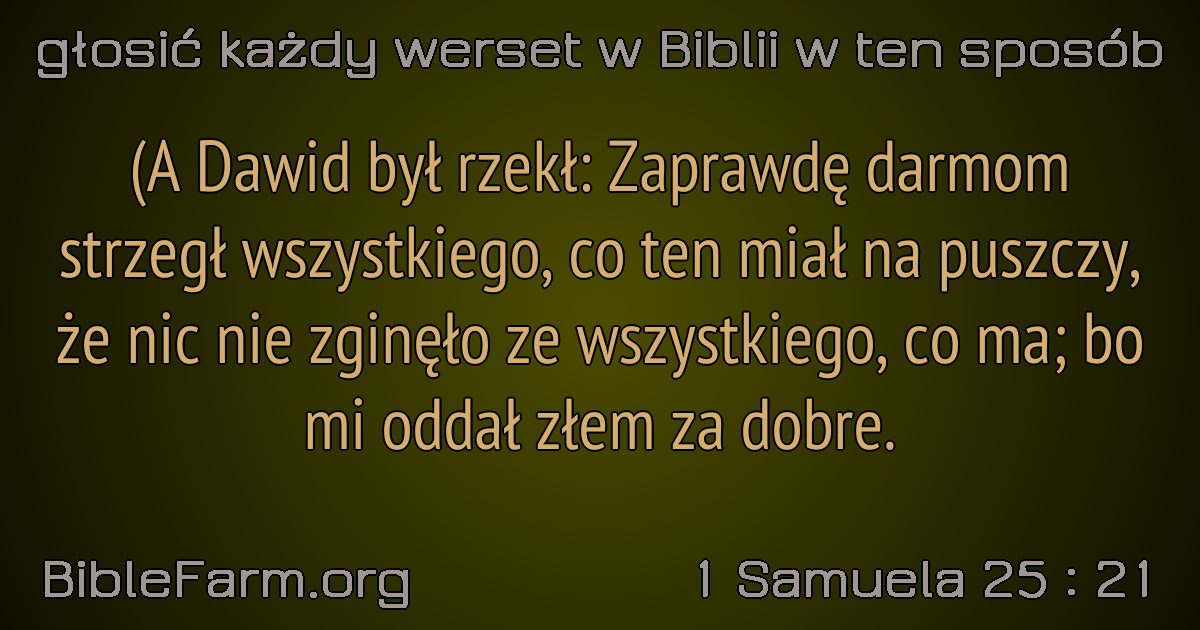 głosić każdy werset w Biblii w ten sposób
(A Dawid był rzekł: Zaprawdę darmom
strzegł wszystkiego, co ten miał na puszczy,
że nic nie zginęło ze wszystkiego, co ma; bo
mi oddał złem za dobre.
BibleFarm.org
1 Samuela 25 : 21